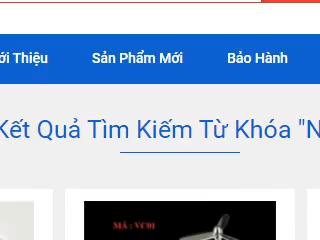 ới Thiệu Sản Phẩm Mới Bảo Hành
Kết Quả Tìm Kiếm Từ Khóa "N
MÃ : VC01